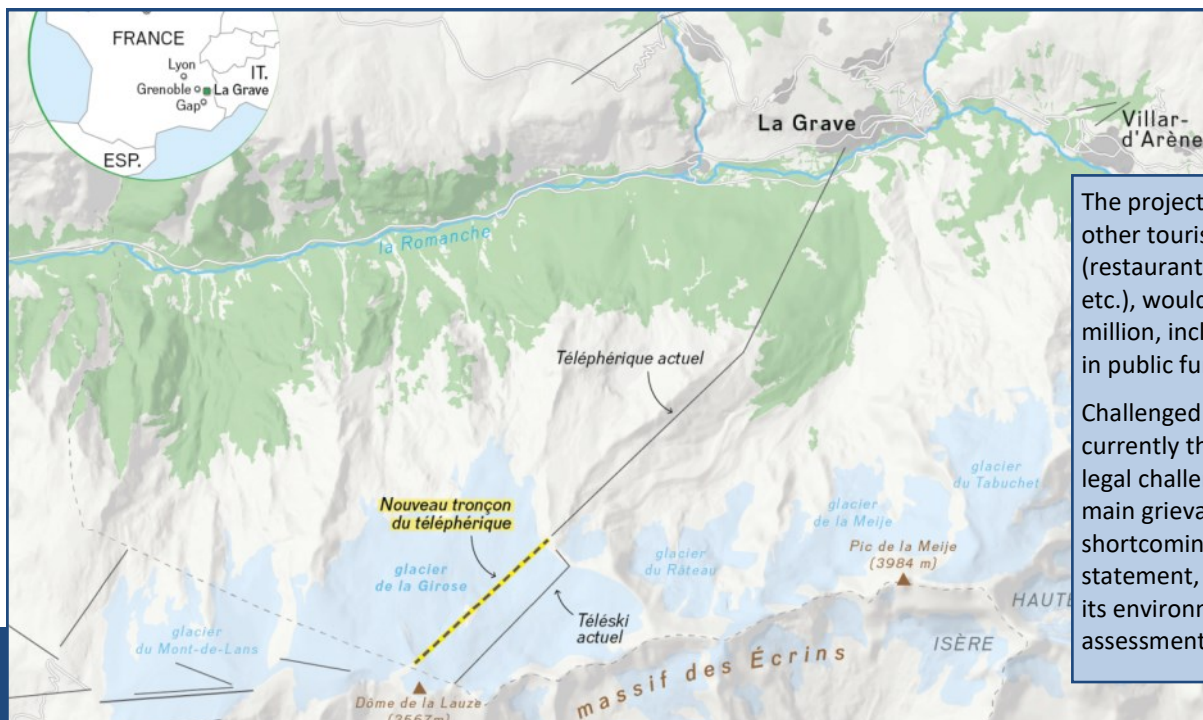 FRANCE
Lyon
IT.
Grenoble
La Grave
Gap
ESP.
La Grave
Villar-
d'Arène
la Romanche
Téléphérique actuel
Nouveau tronçon
du téléphérique
glacier
de la Girose
Téléski
actuel
glacier
du Mont-de-Lans
Dôme de la Lauze
(3567m)
glacier
du Râteau
glacier
de la Meije
Pic de la Meije
(3984 m)
glacier
du Tabuchet
massif des Écrins
ISÈRE
The project
other touris
(restaurant
etc.), would
million, incl
in public fu
Challenged
currently th
legal challe
main grieva
shortcomin
statement,
its environm
assessment